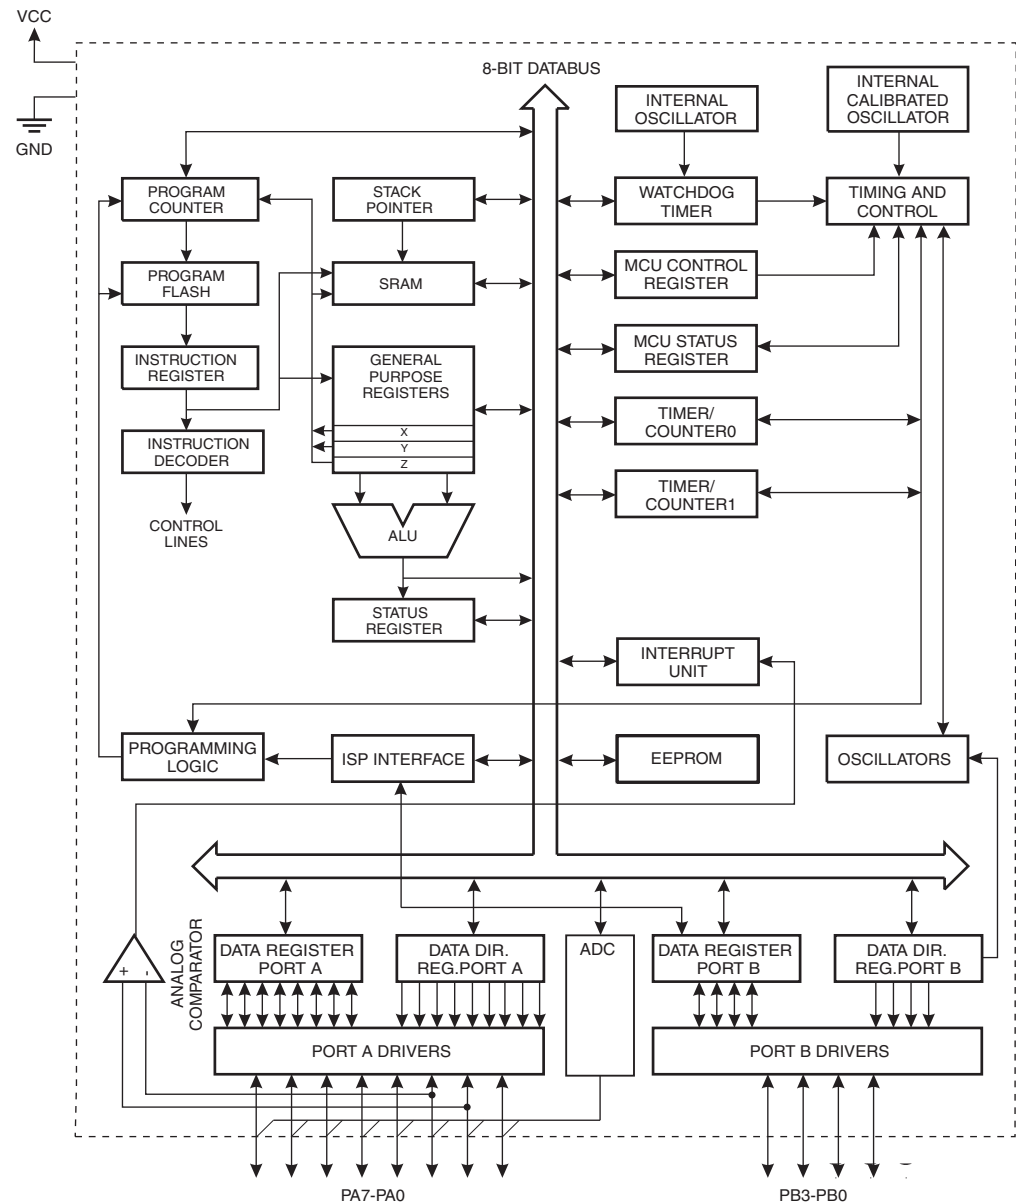 VCC
GND
8-BIT DATABUS
INTERNAL
OSCILLATOR
INTERNAL
CALIBRATED
OSCILLATOR
PROGRAM
COUNTER
STACK
POINTER
WATCHDOG
TIMER
TIMING AND
CONTROL
PROGRAM
FLASH
SRAM
MCU CONTROL
REGISTER
INSTRUCTION
REGISTER
GENERAL
PURPOSE
REGISTERS
X
Y
Z
MCU STATUS
REGISTER
INSTRUCTION
DECODER
TIMER/
COUNTER0
TIMER/
COUNTER1
CONTROL
LINES
ALU
STATUS
REGISTER
INTERRUPT
UNIT
PROGRAMMING
LOGIC
ISP INTERFACE
EEPROM
OSCILLATORS
+
-
ANALOG
COMPARATOR
DATA REGISTER
PORT A
DATA DIR.
REG.PORT A
ADC
DATA REGISTER
PORT B
DATA DIR.
REG.PORT B
PORT A DRIVERS
PORT B DRIVERS
PA7-PA0
PB3-PB0